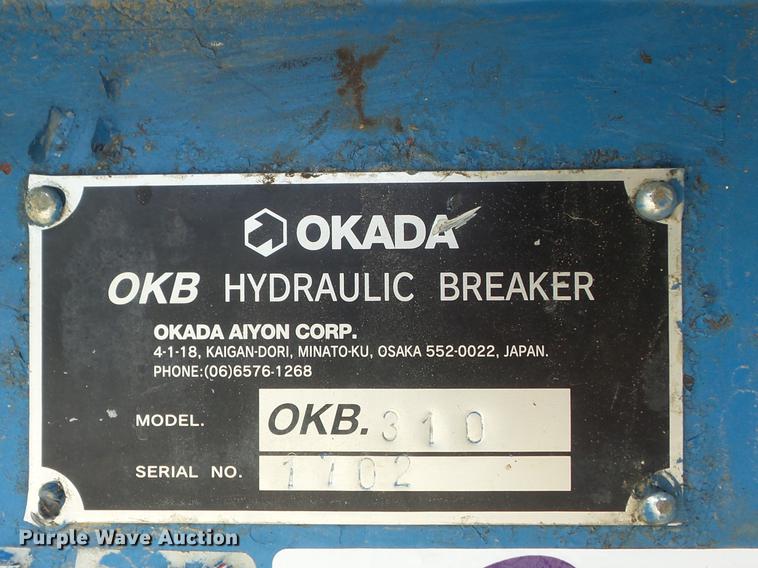 OKADA
OKB HYDRAULIC BREAKER
OKADA AIYON CORP.
4-1-18, KAIGAN-DORI, MINATO-KU, OSAKA 552-0022, JAPAN.
PHONE:(06)6576-1268
MODEL. OKB. 310
SERIAL NO. 1702
Purple Wave Auction